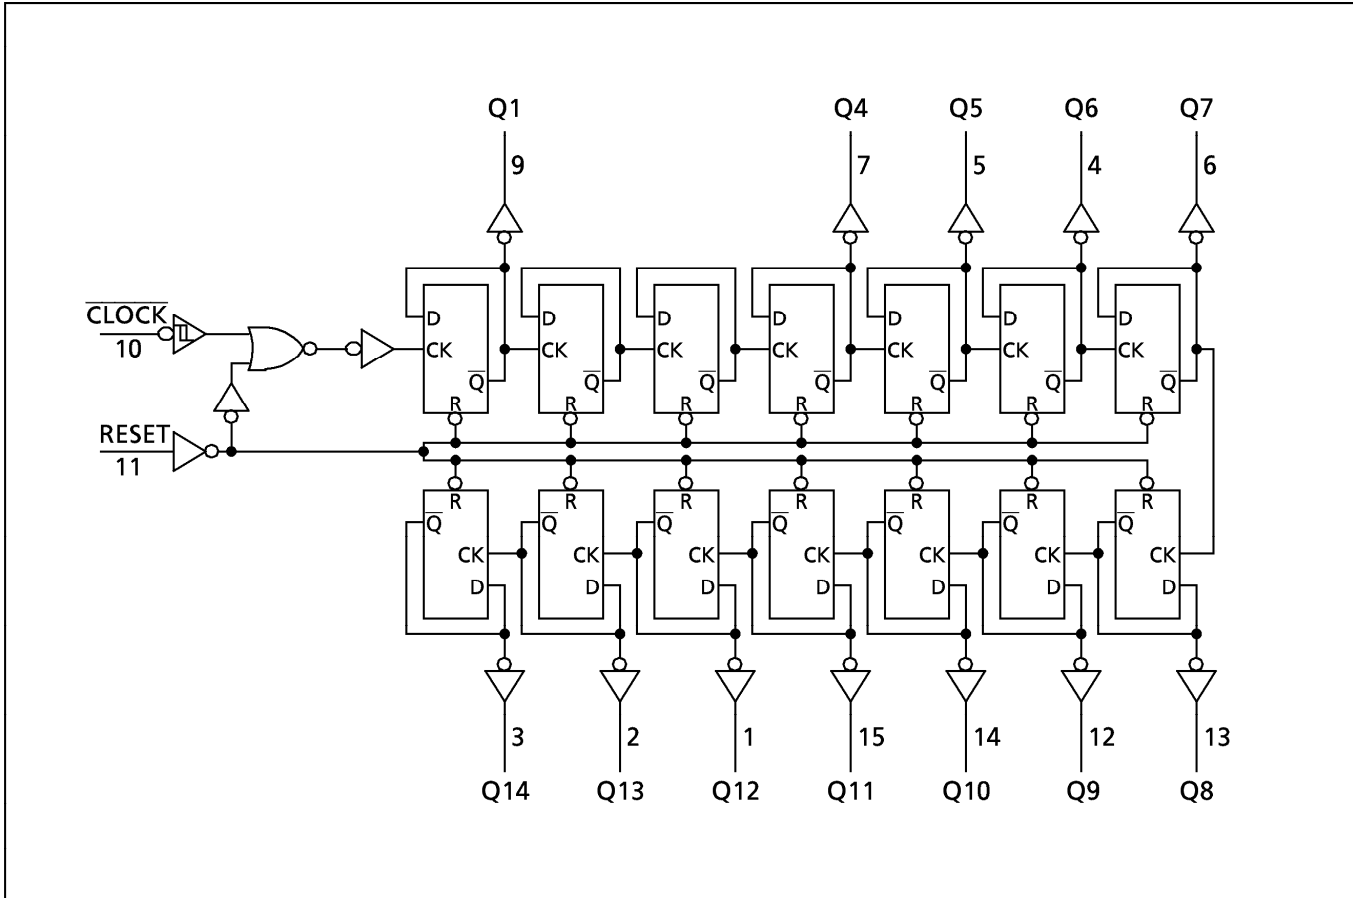 Q1 Q4 Q5 Q6 Q7
9 7 5 4 6
CLOCK
10
D D D D D D D
CK CK CK CK CK CK CK
Q Q Q Q Q Q Q
R R R R R R R
RESET
11
R R R R R R R
Q Q Q Q Q Q Q
CK CK CK CK CK CK CK
D D D D D D D
3 2 1 15 14 12 13
Q14 Q13 Q12 Q11 Q10 Q9 Q8